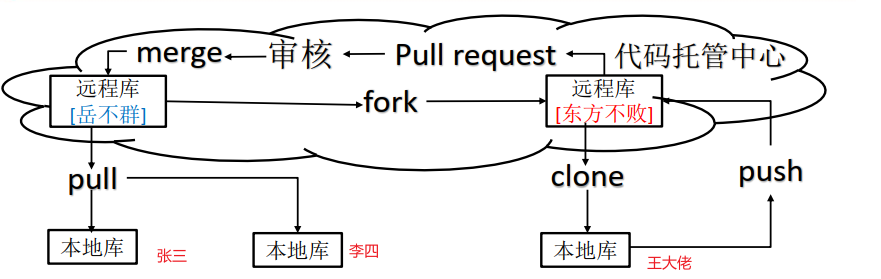 merge 审核 Pull request 代码托管中心
远程库
[岳不群]
fork
远程库
[东方不败]
pull
clone
push
本地库 张三
本地库 李四
本地库 王大佬